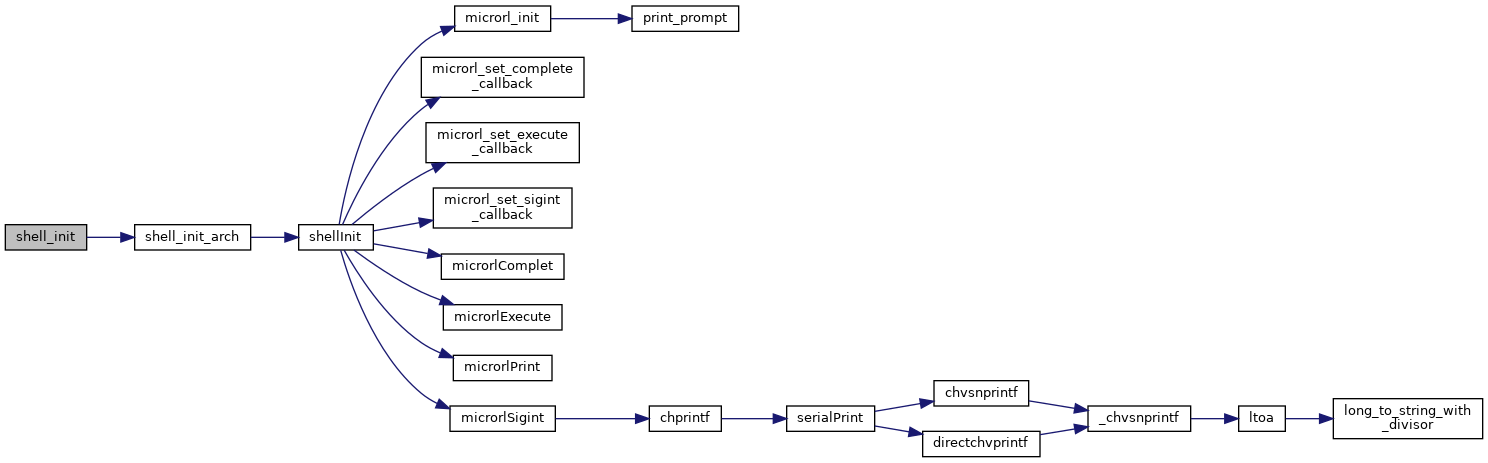 shell_init
shell_init_arch
shellInit
microrl_init
print_prompt
microrl_set_complete
_callback
microrl_set_execute
_callback
microrl_set_sigint
_callback
microrlComplet
microrlExecute
microrlPrint
microrlSigint
chprintf
serialPrint
chvsnprintf
directchvprintf
_chvsnprintf
ltoa
long_to_string_with
_divisor